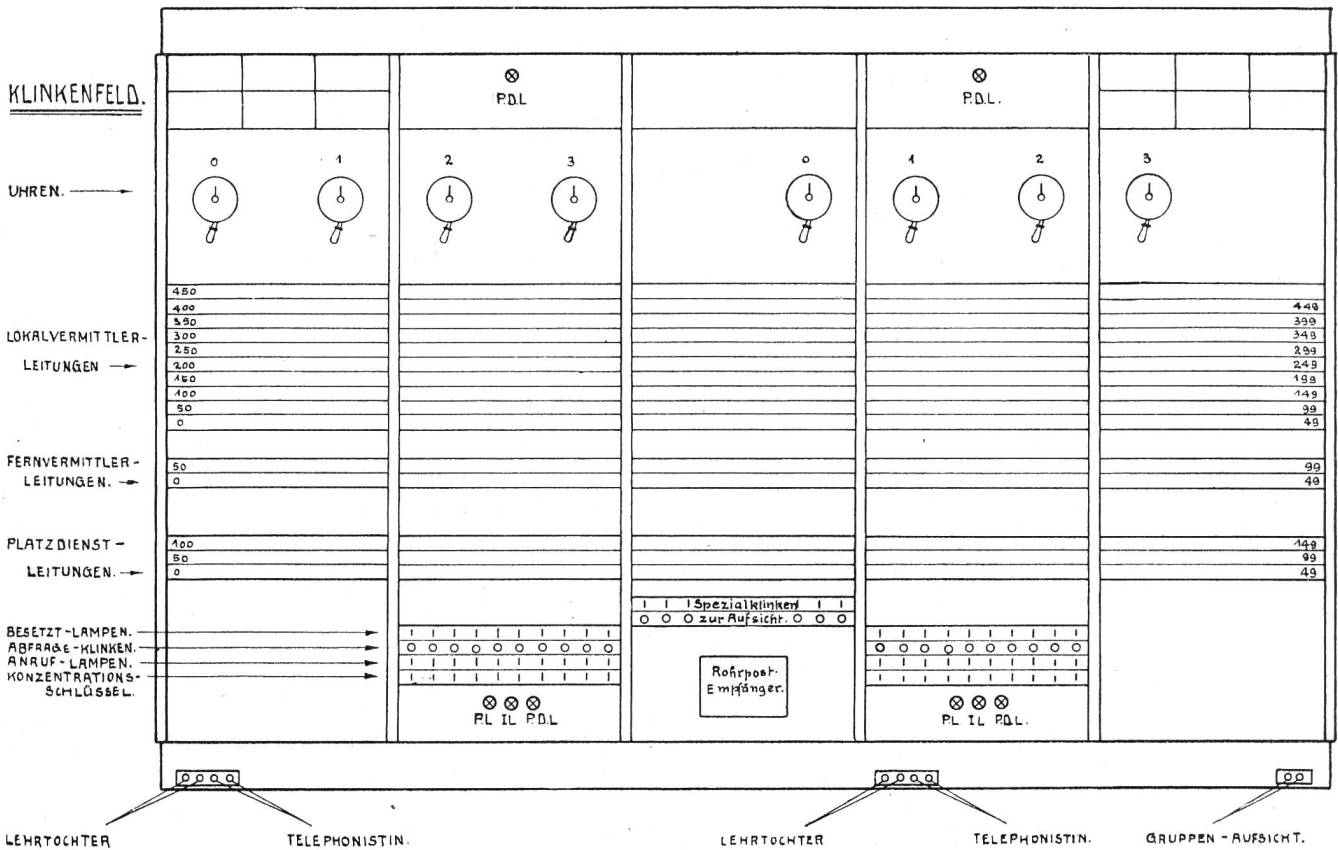 KLINKENFELD.
P.D.L
P.D.L.
UHREN.
0 1 2 3 0 1 2 3
LOKALVERMITTLER-
LEITUNGEN
450
400 449
350 399
300 349
250 299
200 249
150 199
100 149
50 99
0 49
FERNVERMITTLER-
LEITUNGEN.
50 99
0 49
PLATZDIENST-
LEITUNGEN.
100 149
50 99
0 49
Spezialklinken
zur Aufsicht.
BESETZT-LAMPEN.
ABFRAGE-KLINKEN.
ANRUF-LAMPEN.
KONZENTRATIONS-
SCHLÜSSEL.
Rohrpost-
Empfänger.
P.L IL P.D.L
P.L IL P.D.L.
LEHRTOCHTER TELEPHONISTIN. LEHRTOCHTER TELEPHONISTIN. GRUPPEN-AUFSICHT.